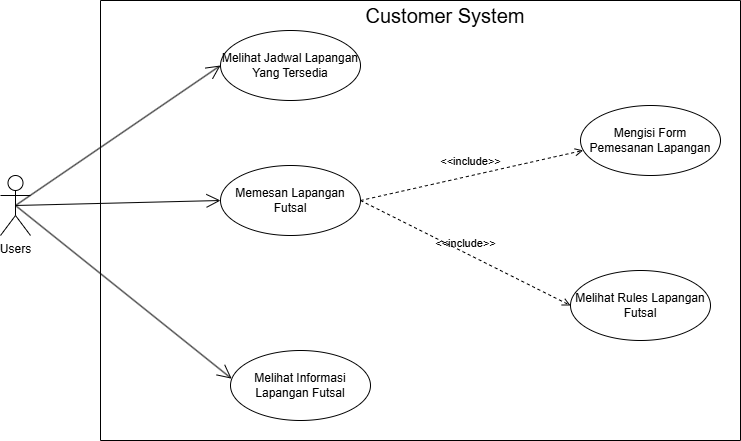 Customer System
Melihat Jadwal Lapangan
Yang Tersedia
Mengisi Form
Pemesanan Lapangan
<<include>>
Memesan Lapangan
Futsal
Users
<<include>>
Melihat Rules Lapangan
Futsal
Melihat Informasi
Lapangan Futsal